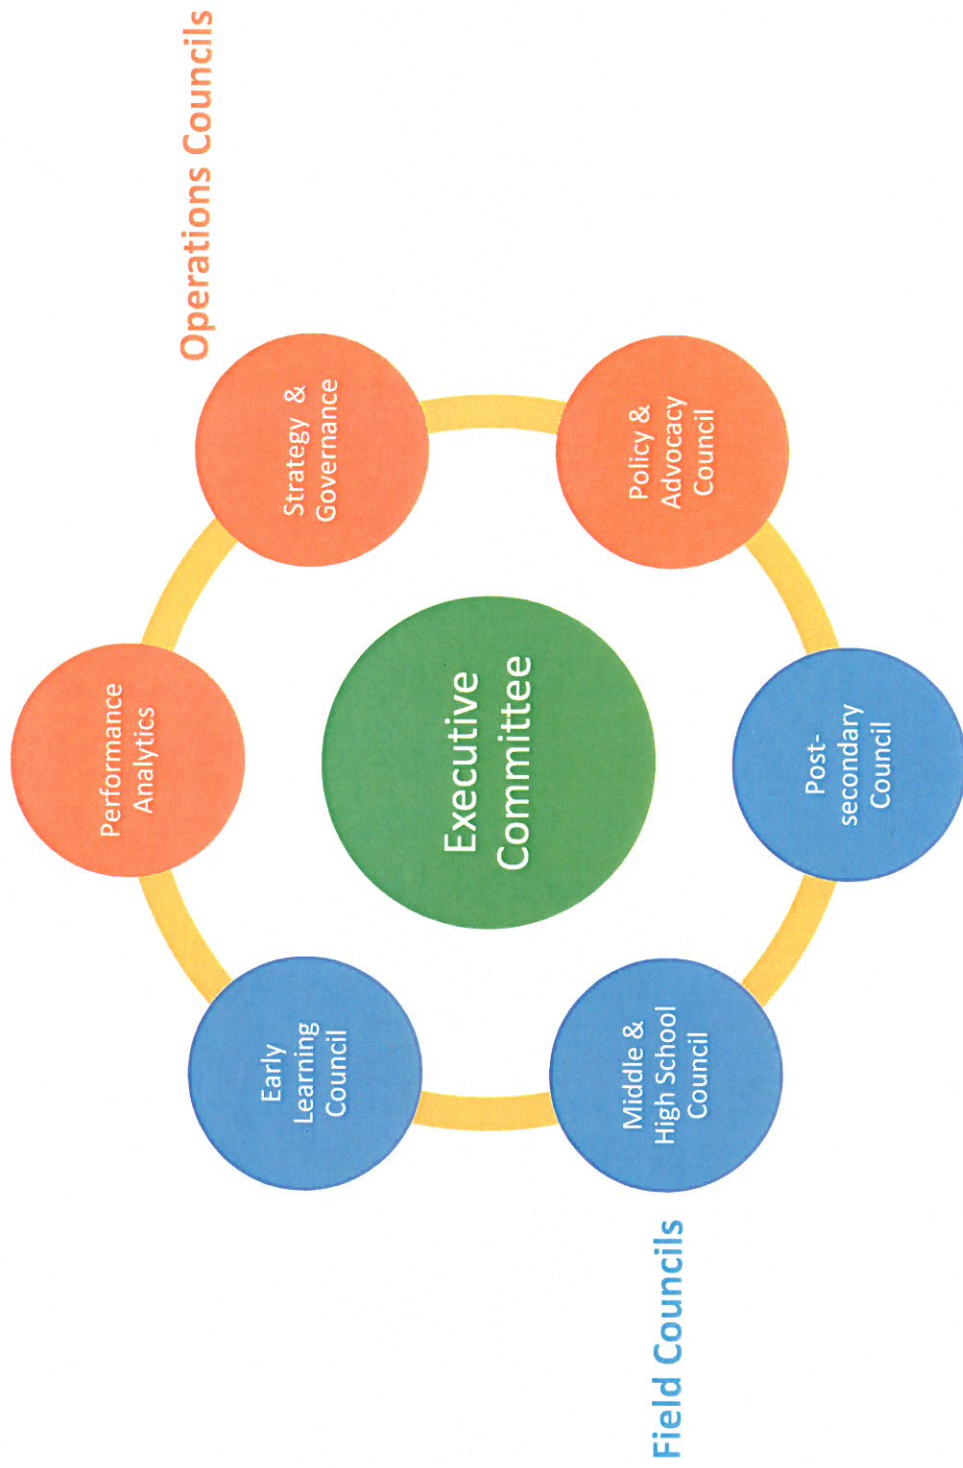 Operations Councils
Performance
Analytics
Strategy &
Governance
Early
Learning
Council
Executive
Committee
Policy &
Advocacy
Council
Middle &
High School
Council
Post-
secondary
Council
Field Councils